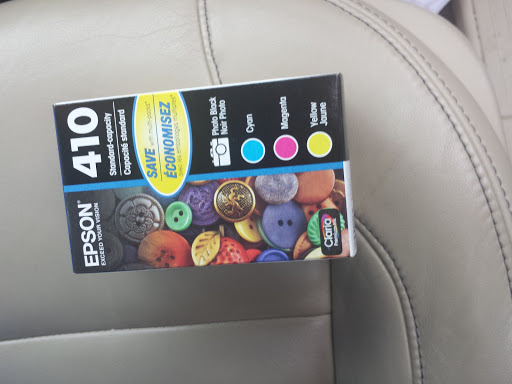 EPSON
EXCEED YOUR VISION
410
Standard-capacity
Capacité standard
SAVE
ÉCONOMISEZ
Photo Black
Noir Photo
Cyan
Magenta
Yellow
Jaune
Claria